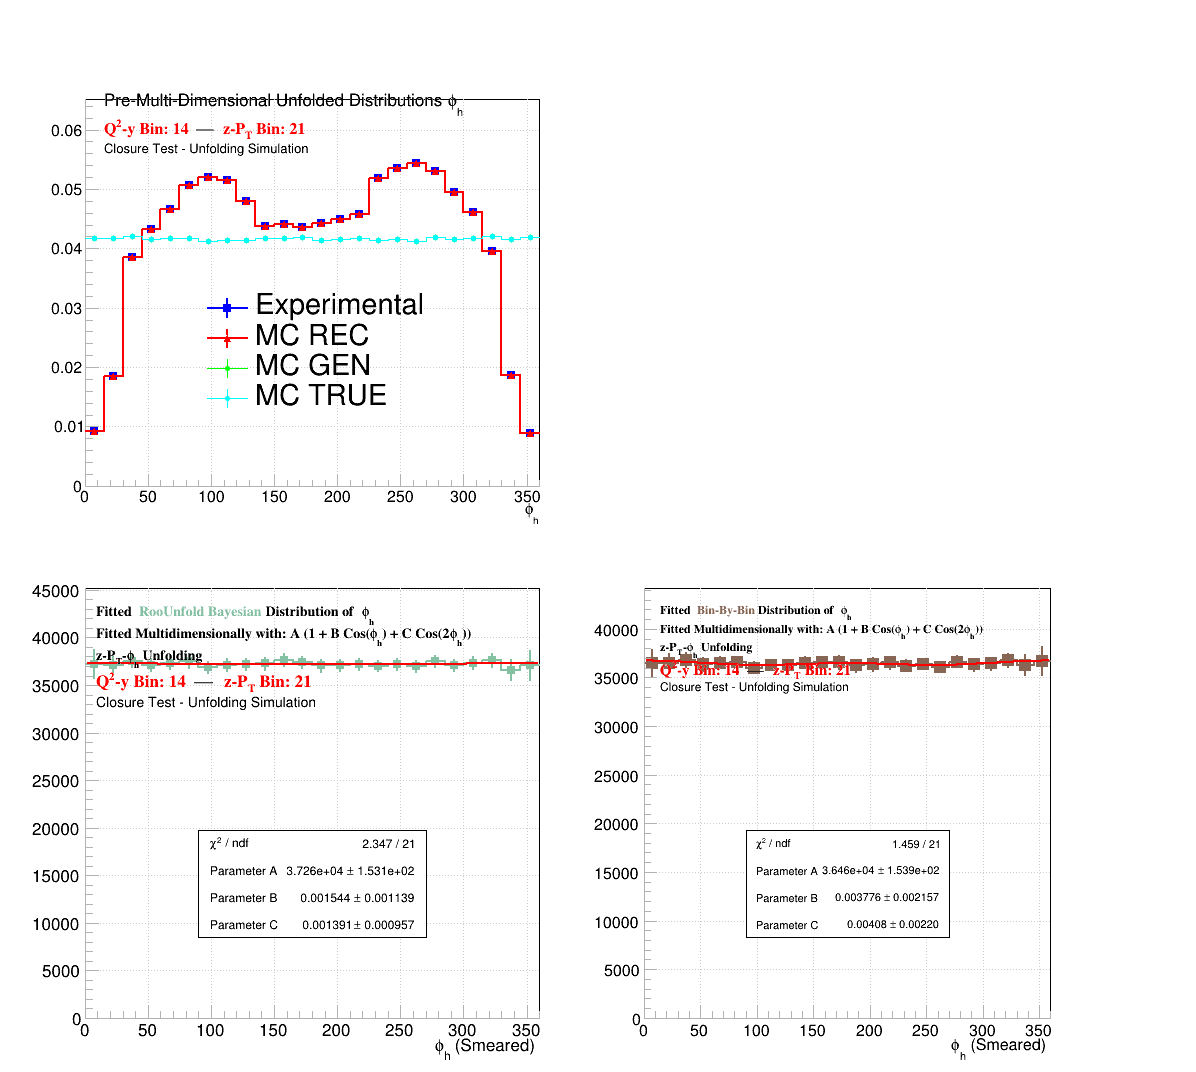 Pre-Multi-Dimensional Unfolded Distributions ϕh
Q²-y Bin: 14 — z-PT Bin: 21
Closure Test - Unfolding Simulation
0.06
0.05
0.04
0.03
0.02
0.01
0
Experimental
MC REC
MC GEN
MC TRUE
0 50 100 150 200 250 300 350
ϕh
Fitted RooUnfold Bayesian Distribution of ϕh
Fitted Multidimensionally with: A (1 + B Cos(ϕh) + C Cos(2ϕh))
z-PT-ϕh Unfolding
Q²-y Bin: 14 — z-PT Bin: 21
Closure Test - Unfolding Simulation
45000
40000
35000
30000
25000
20000
15000
10000
5000
0
χ² / ndf 2.347 / 21
Parameter A 3.726e+04 ± 1.531e+02
Parameter B 0.001544 ± 0.001139
Parameter C 0.001391 ± 0.000957
0 50 100 150 200 250 300 350
ϕh (Smeared)
Fitted Bin-By-Bin Distribution of ϕh
Fitted Multidimensionally with: A (1 + B Cos(ϕh) + C Cos(2ϕh))
z-PT-ϕh Unfolding
Q²-y Bin: 14 — z-PT Bin: 21
Closure Test - Unfolding Simulation
40000
35000
30000
25000
20000
15000
10000
5000
0
χ² / ndf 1.459 / 21
Parameter A 3.646e+04 ± 1.539e+02
Parameter B 0.003776 ± 0.002157
Parameter C 0.00408 ± 0.00220
0 50 100 150 200 250 300 350
ϕh (Smeared)